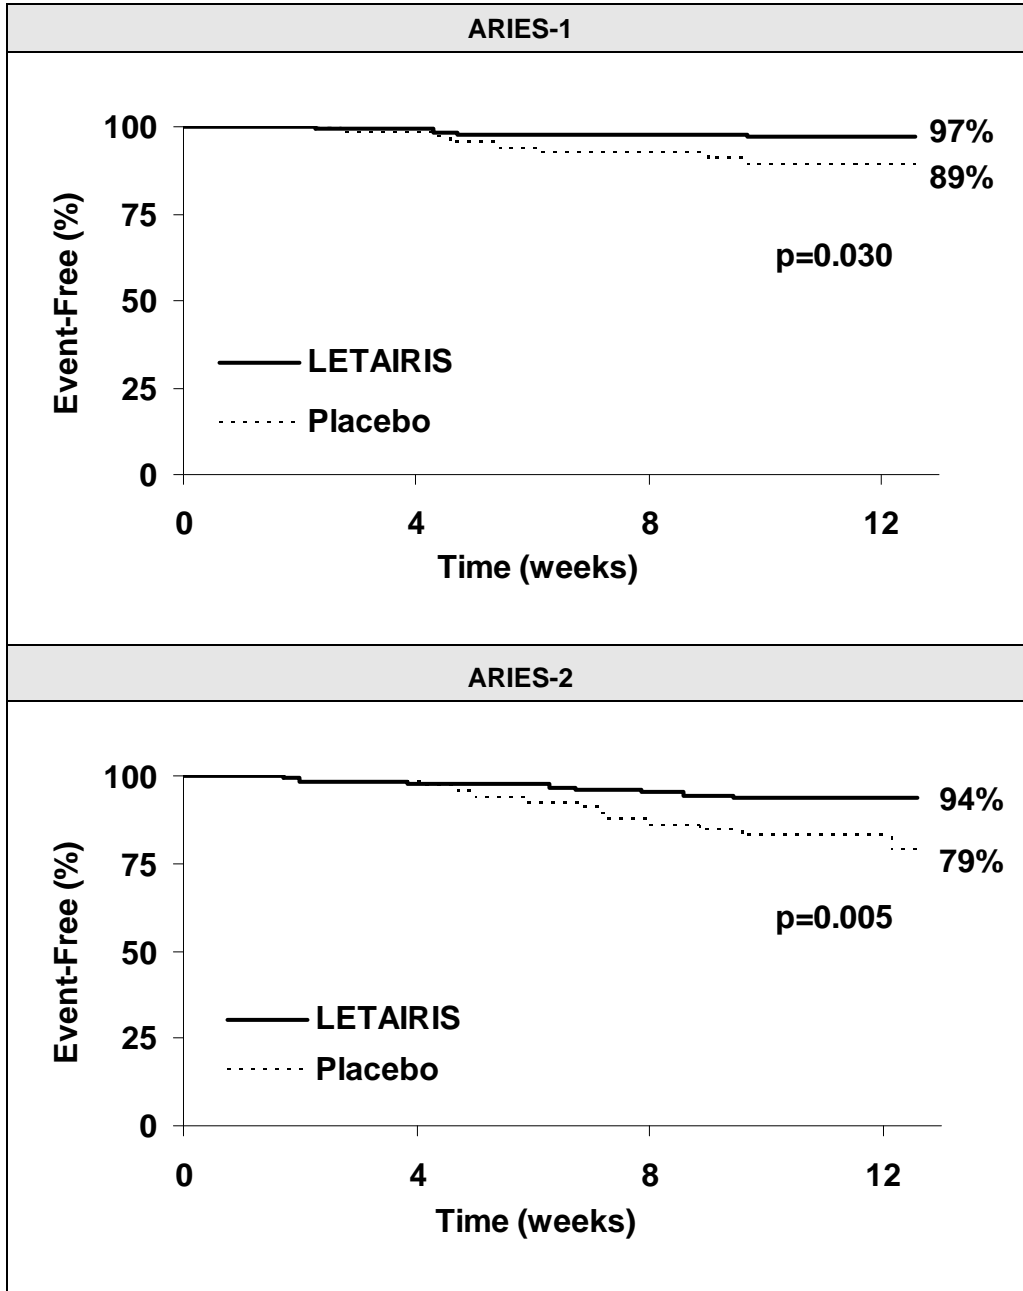 ARIES-1
100
97%
89%
75
p=0.030
50
LETAIRIS
25
Placebo
0
0 4 8 12
Event-Free (%)
Time (weeks)
ARIES-2
100
94%
79%
75
p=0.005
50
LETAIRIS
25
Placebo
0
0 4 8 12
Event-Free (%)
Time (weeks)